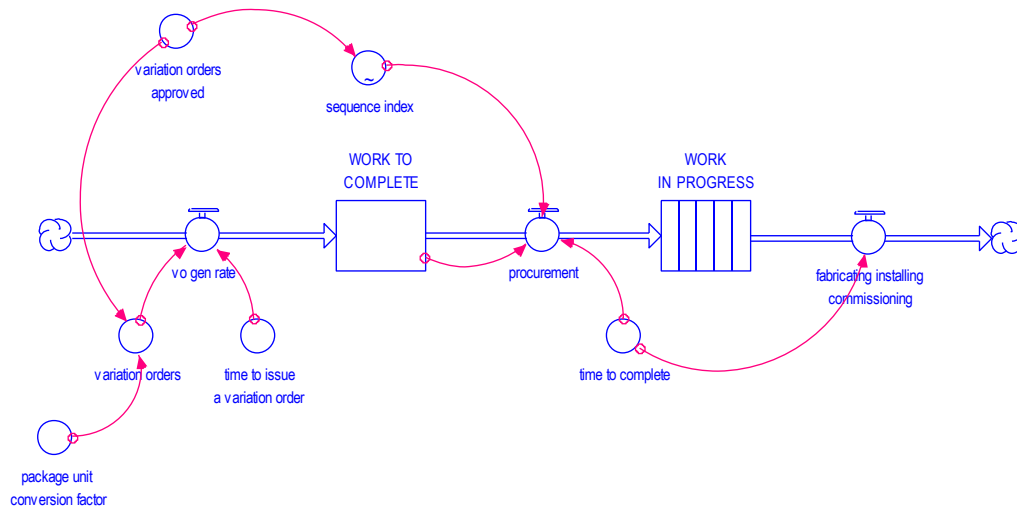 variation orders
approved
~
sequence index
WORK TO
COMPLETE
WORK
IN PROGRESS
vo gen rate
procurement
fabricating installing
commissioning
variation orders
time to issue
a variation order
time to complete
package unit
conversion factor